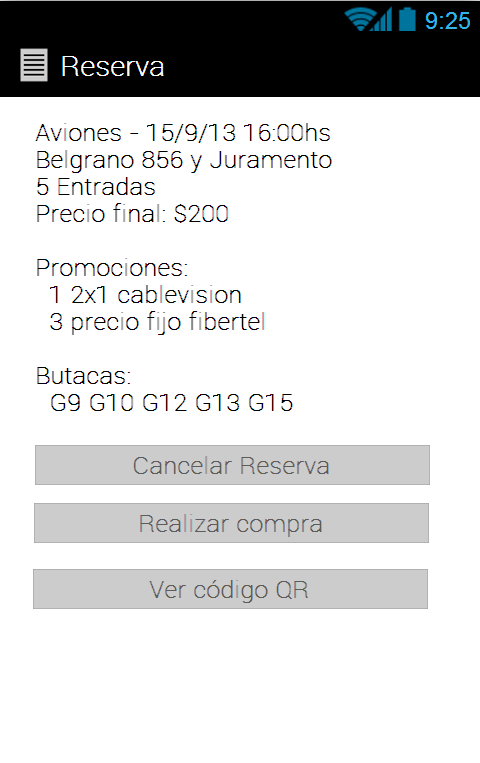 9:25
Reserva
Aviones - 15/9/13 16:00hs
Belgrano 856 y Juramento
5 Entradas
Precio final: $200
Promociones:
1 2x1 cablevision
3 precio fijo fibertel
Butacas:
G9 G10 G12 G13 G15
Cancelar Reserva
Realizar compra
Ver código QR